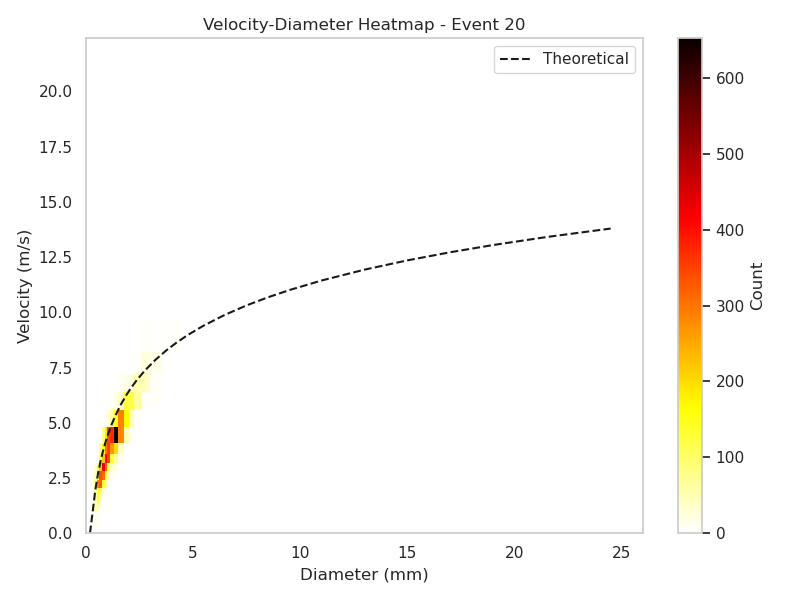 Velocity-Diameter Heatmap - Event 20
Theoretical
Velocity (m/s)
20.0
17.5
15.0
12.5
10.0
7.5
5.0
2.5
0.0
0 5 10 15 20 25
Diameter (mm)
600
500
400
300
200
100
0
Count